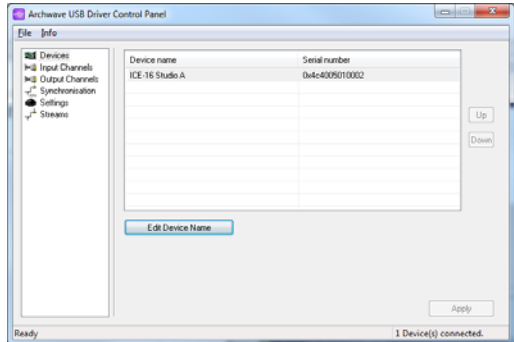 Archwave USB Driver Control Panel
File Info
Devices
Input Channels
Output Channels
Synchronisation
Settings
Streams
Device name Serial number
ICE-16 Studio A 0x4c4005010002
Up
Down
Edit Device Name
Apply
Ready 1 Device(s) connected.